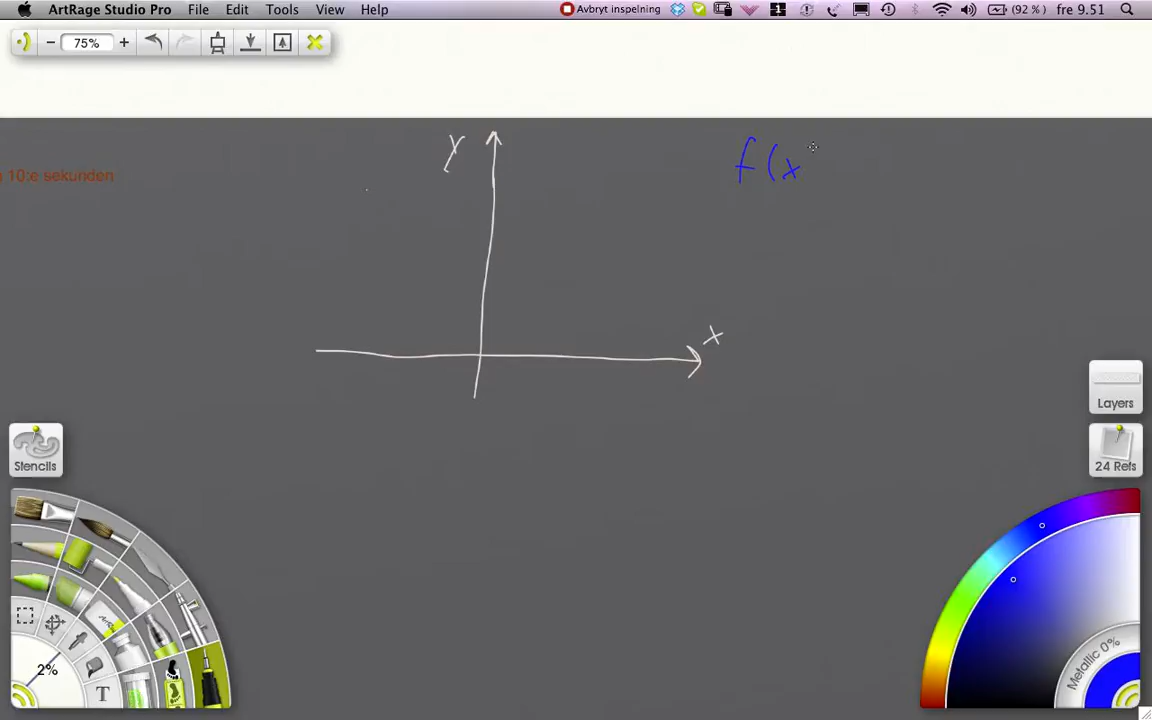 ArtRage Studio Pro File Edit Tools View Help Avbryt inspelning 1 (92 %) fre 9.51
75%
y
f(x
10:e sekunden
x
Layers
Stencils
24 Refs
Metallic 0%
2%
T